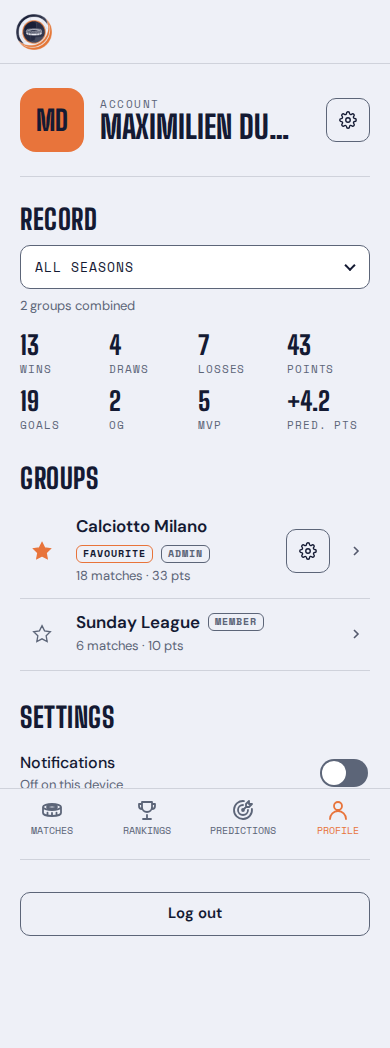 MD
ACCOUNT
MAXIMILIEN DU...
RECORD
ALL SEASONS
2 groups combined
13 4 7 43
WINS DRAWS LOSSES POINTS
19 2 5 +4.2
GOALS OG MVP PRED. PTS
GROUPS
Calciotto Milano
FAVOURITE ADMIN
18 matches · 33 pts
Sunday League MEMBER
6 matches · 10 pts
SETTINGS
Notifications
Off on this device
MATCHES RANKINGS PREDICTIONS PROFILE
Log out